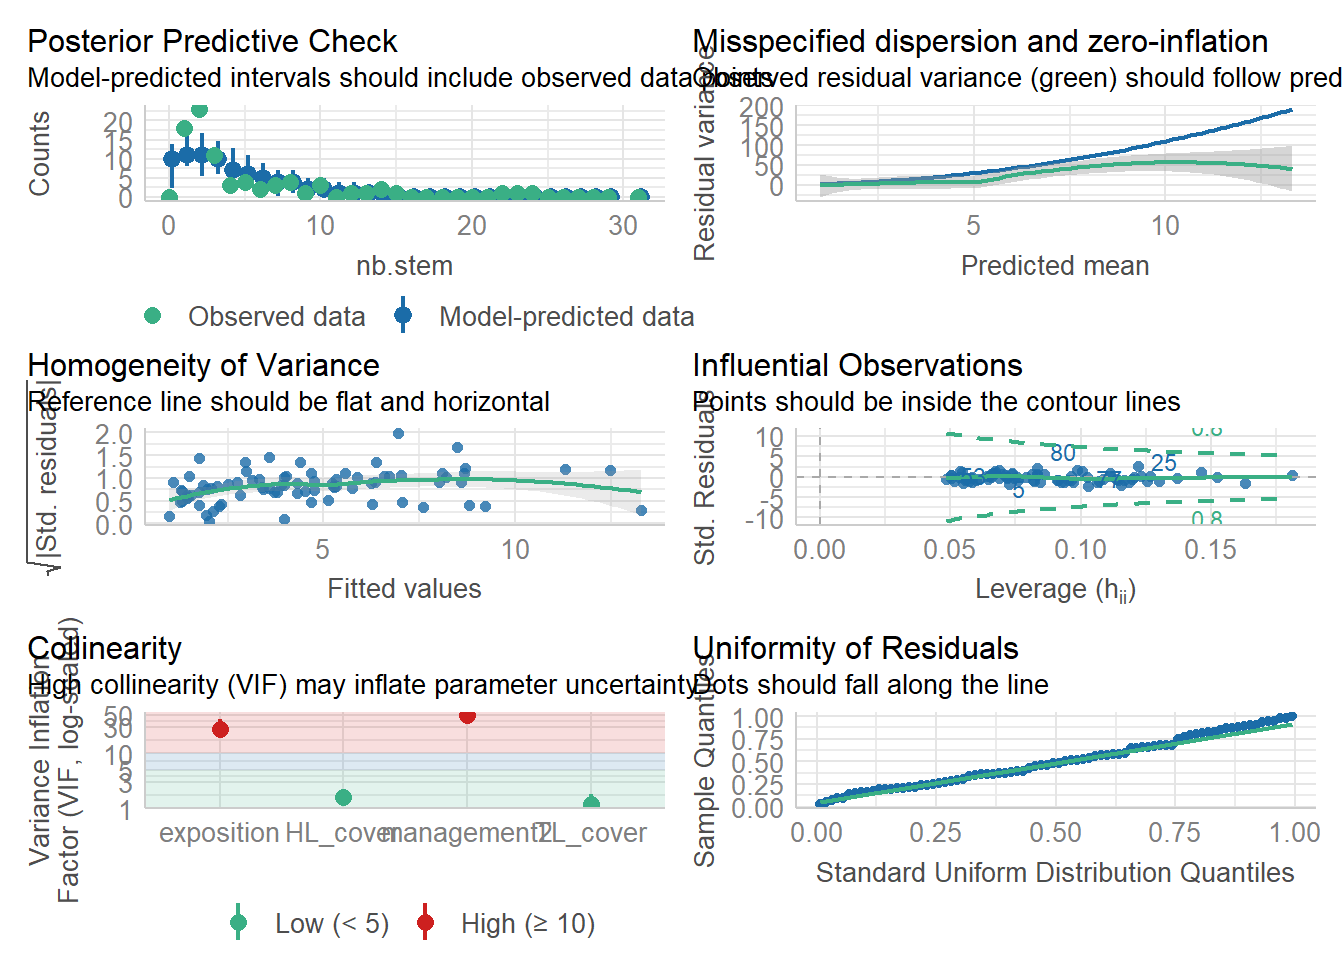 Posterior Predictive Check
Model-predicted intervals should include observed data points
Counts
20
15
10
5
0
0
10
20
30
nb.stem
Observed data
Model-predicted data
Misspecified dispersion and zero-inflation
Observed residual variance (green) should follow pred
Residual variance
200
150
100
50
0
5
10
Predicted mean
Homogeneity of Variance
Reference line should be flat and horizontal
√|Std. residuals|
2.0
1.5
1.0
0.5
0.0
5
10
Fitted values
Influential Observations
Points should be inside the contour lines
Std. Residuals
10
5
0
-5
-10
0.8
80
25
5
0.8
0.00
0.05
0.10
0.15
Leverage (hii)
Collinearity
High collinearity (VIF) may inflate parameter uncertainty
Variance Inflation
Factor (VIF, log-scaled)
50
30
10
5
3
1
exposition
HL_cover
management2
TL_cover
Low (< 5)
High (≥ 10)
Uniformity of Residuals
Dots should fall along the line
Sample Quantiles
1.00
0.75
0.50
0.25
0.00
0.00
0.25
0.50
0.75
1.00
Standard Uniform Distribution Quantiles